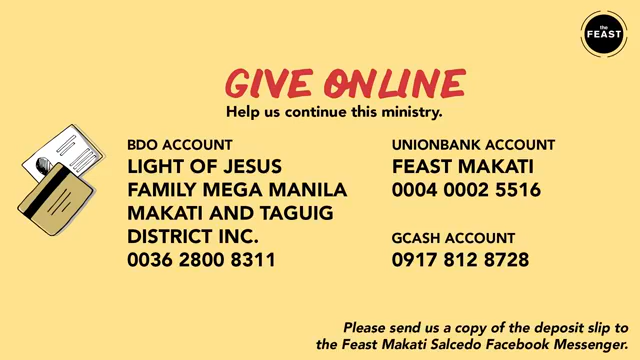 the
FEAST
GIVE ONLINE
Help us continue this ministry.
BDO ACCOUNT
LIGHT OF JESUS
FAMILY MEGA MANILA
MAKATI AND TAGUIG
DISTRICT INC.
0036 2800 8311
UNIONBANK ACCOUNT
FEAST MAKATI
0004 0002 5516
GCASH ACCOUNT
0917 812 8728
Please send us a copy of the deposit slip to
the Feast Makati Salcedo Facebook Messenger.